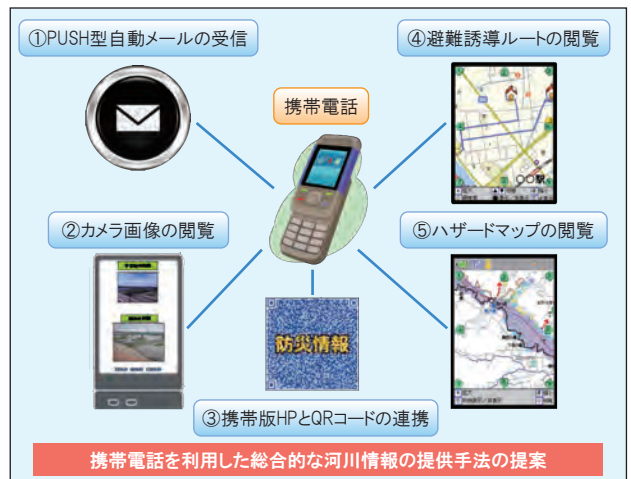 ①PUSH型自動メールの受信
④避難誘導ルートの閲覧
携帯電話
〇〇駅
②カメラ画像の閲覧
⑤ハザードマップの閲覧
防災情報
③携帯版HPとQRコードの連携
携帯電話を利用した総合的な河川情報の提供手法の提案